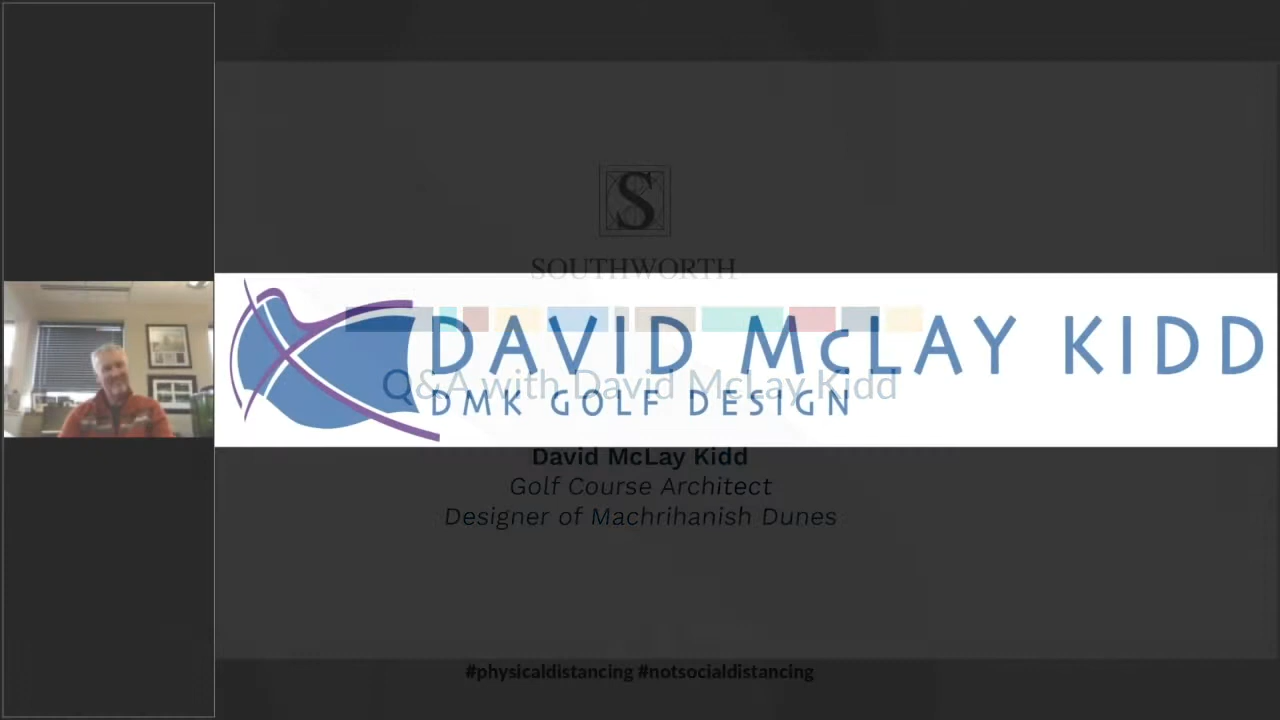 S
SOUTHWORTH
DAVID McLAY KIDD
Q&A with David McLay Kidd
DMK GOLF DESIGN
David McLay Kidd
Golf Course Architect
Designer of Machrihanish Dunes
#physicaldistancing #notsocialdistancing